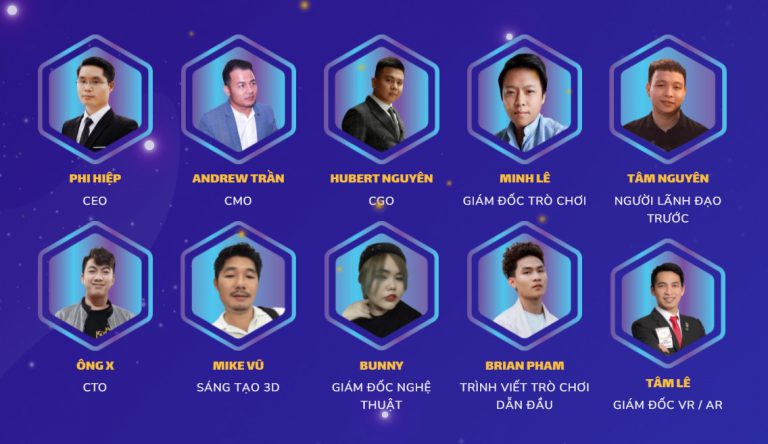 PHI HIỆP
CEO
ANDREW TRẦN
CMO
HUBERT NGUYÊN
CGO
MINH LÊ
GIÁM ĐỐC TRÒ CHƠI
TÂM NGUYÊN
NGƯỜI LÃNH ĐẠO
TRƯỚC
ÔNG X
CTO
MIKE VŨ
SÁNG TẠO 3D
BUNNY
GIÁM ĐỐC NGHỆ
THUẬT
BRIAN PHAM
TRÌNH VIẾT TRÒ CHƠI
DẪN ĐẦU
TÂM LÊ
GIÁM ĐỐC VR / AR